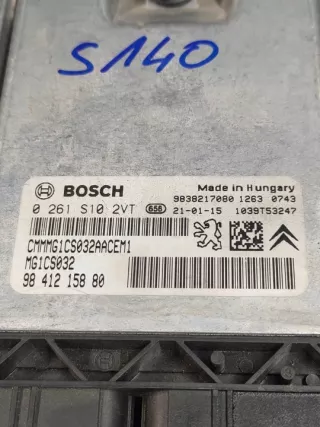 S140
BOSCH
Made in Hungary
9838217080 1263 0743
0 261 S10 2VT 656 21-01-15 1039T53247
CMMMG1CS032AACEM1
MG1CS032
98 412 158 80